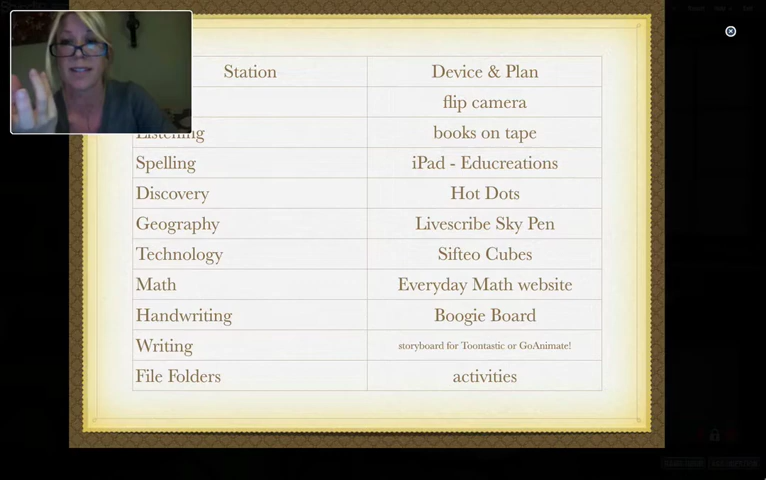 Station Device & Plan
flip camera
Listening books on tape
Spelling iPad - Educreations
Discovery Hot Dots
Geography Livescribe Sky Pen
Technology Sifteo Cubes
Math Everyday Math website
Handwriting Boogie Board
Writing storyboard for Toontastic or GoAnimate!
File Folders activities